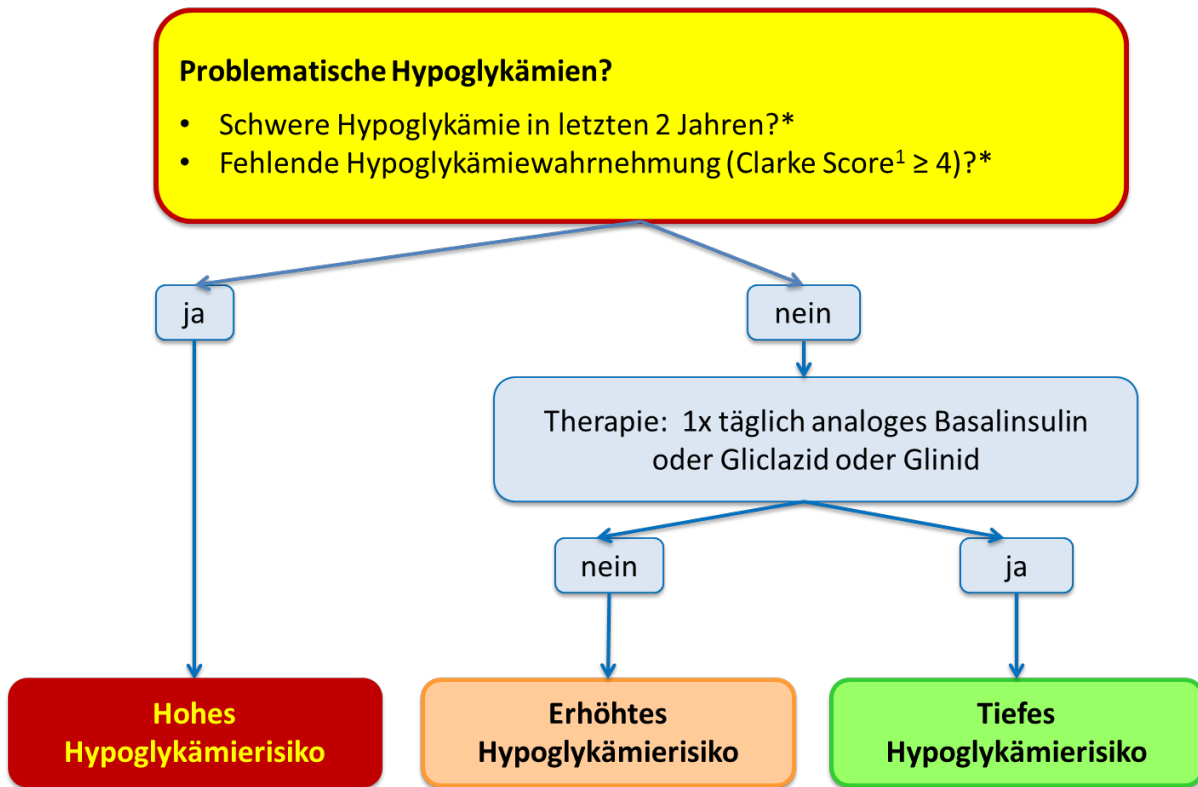 Problematische Hypoglykämien?
• Schwere Hypoglykämie in letzten 2 Jahren?*
• Fehlende Hypoglykämiewahrnehmung (Clarke Score¹ ≥ 4)?*
ja
nein
Therapie: 1x täglich analoges Basalinsulin
oder Gliclazid oder Glinid
nein
ja
Hohes
Hypoglykämierisiko
Erhöhtes
Hypoglykämierisiko
Tiefes
Hypoglykämierisiko